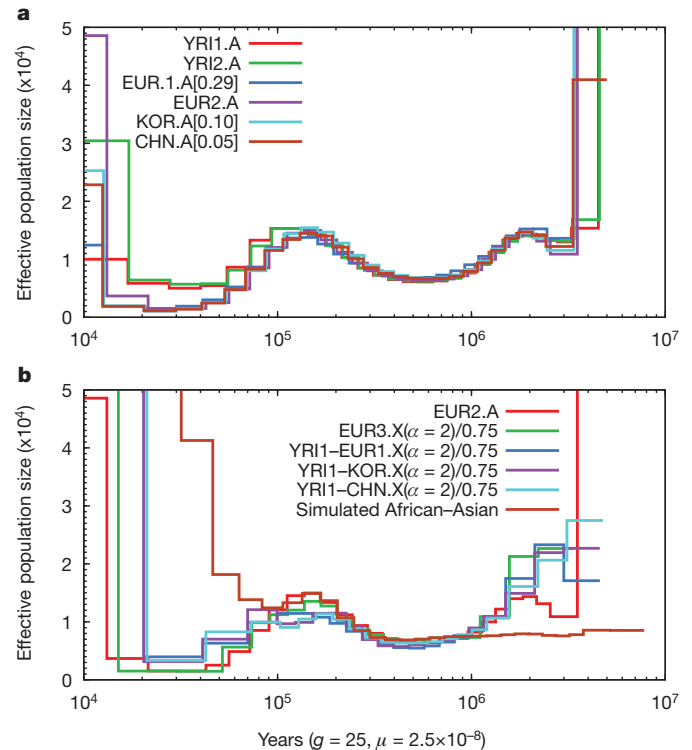 a
Effective population size (x10⁴)
5
4
3
2
1
0
YRI1.A
YRI2.A
EUR.1.A[0.29]
EUR2.A
KOR.A[0.10]
CHN.A[0.05]
10⁴ 10⁵ 10⁶ 10⁷
b
Effective population size (x10⁴)
5
4
3
2
1
0
EUR2.A
EUR3.X(α = 2)/0.75
YRI1–EUR1.X(α = 2)/0.75
YRI1–KOR.X(α = 2)/0.75
YRI1–CHN.X(α = 2)/0.75
Simulated African–Asian
10⁴ 10⁵ 10⁶ 10⁷
Years (g = 25, μ = 2.5×10⁻⁸)